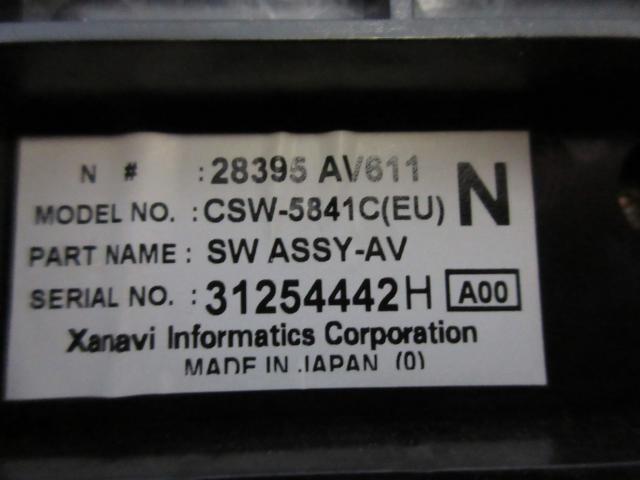 N # : 28395 AV611 N
MODEL NO. : CSW-5841C(EU)
PART NAME : SW ASSY-AV
SERIAL NO. : 31254442H A00
Xanavi Informatics Corporation
MADE IN JAPAN (0)